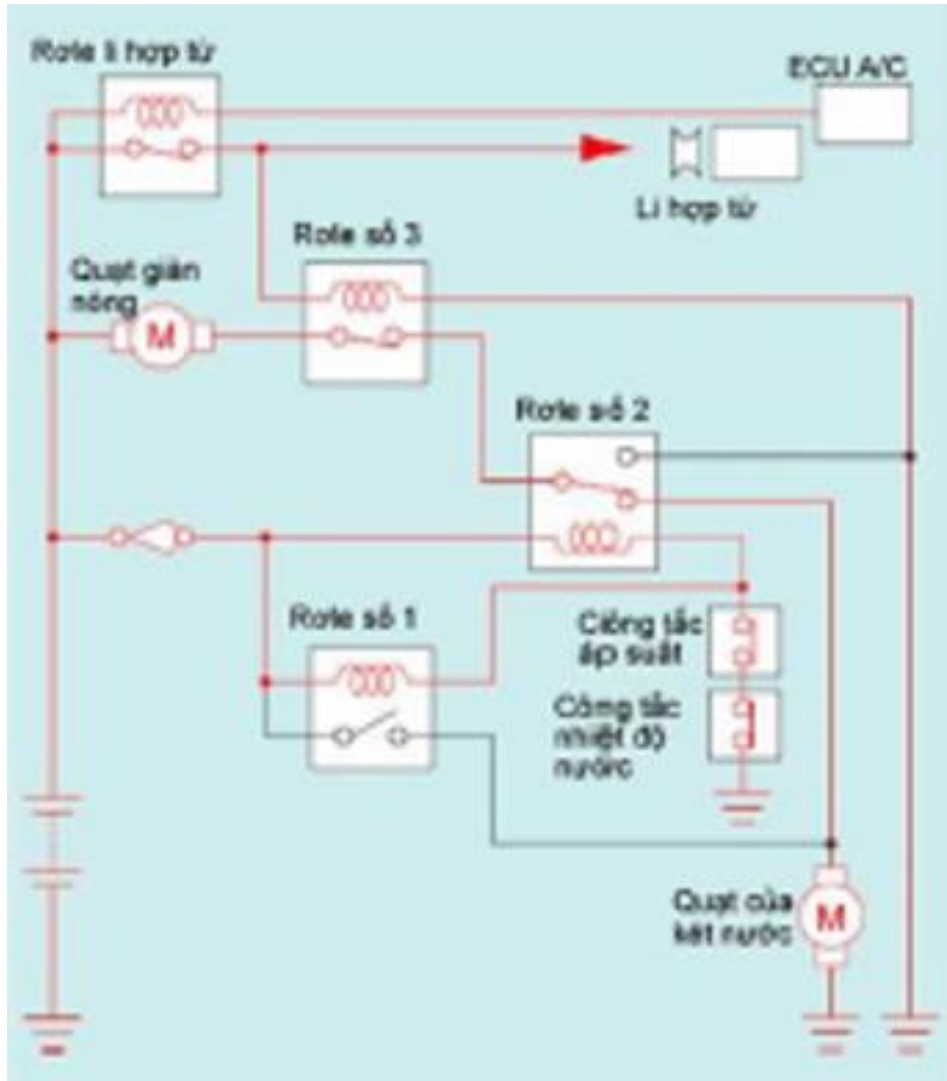 Rơle li hợp từ
ECU A/C
Li hợp từ
Rơle số 3
Quạt giàn
nóng
M
Rơle số 2
Rơle số 1
Công tắc
áp suất
Công tắc
nhiệt độ
nước
Quạt của
két nước
M